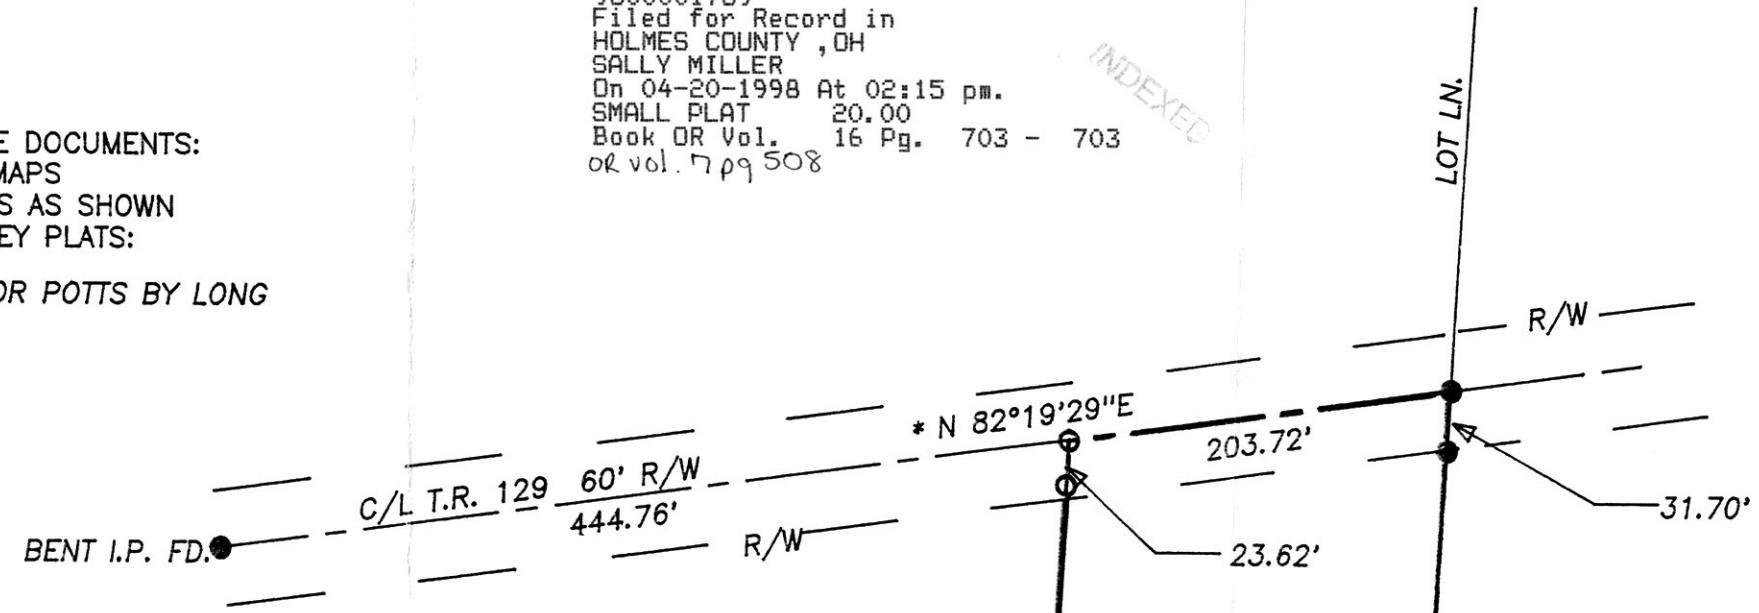 Filed for Record in
HOLMES COUNTY , OH
SALLY MILLER
On 04-20-1998 At 02:15 pm.
SMALL PLAT 20.00
Book OR Vol. 16 Pg. 703 - 703
OR vol. 7 pg 508
INDEXED
DOCUMENTS:
MAPS
AS SHOWN
PLATS:
POTTS BY LONG
LOT LN.
R/W
* N 82°19'29"E
203.72'
C/L T.R. 129 60' R/W
444.76'
R/W
BENT I.P. FD.
23.62'
31.70'